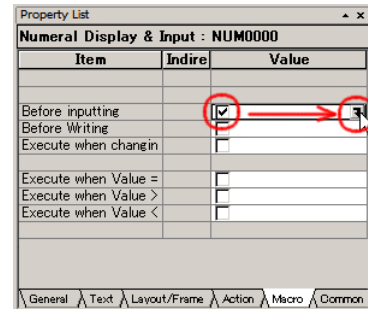 Property List
Numeral Display & Input : NUM0000
Item Indire Value
Before inputting
Before Writing
Execute when changin
Execute when Value =
Execute when Value >
Execute when Value <
General Text Layout/Frame Action Macro Common